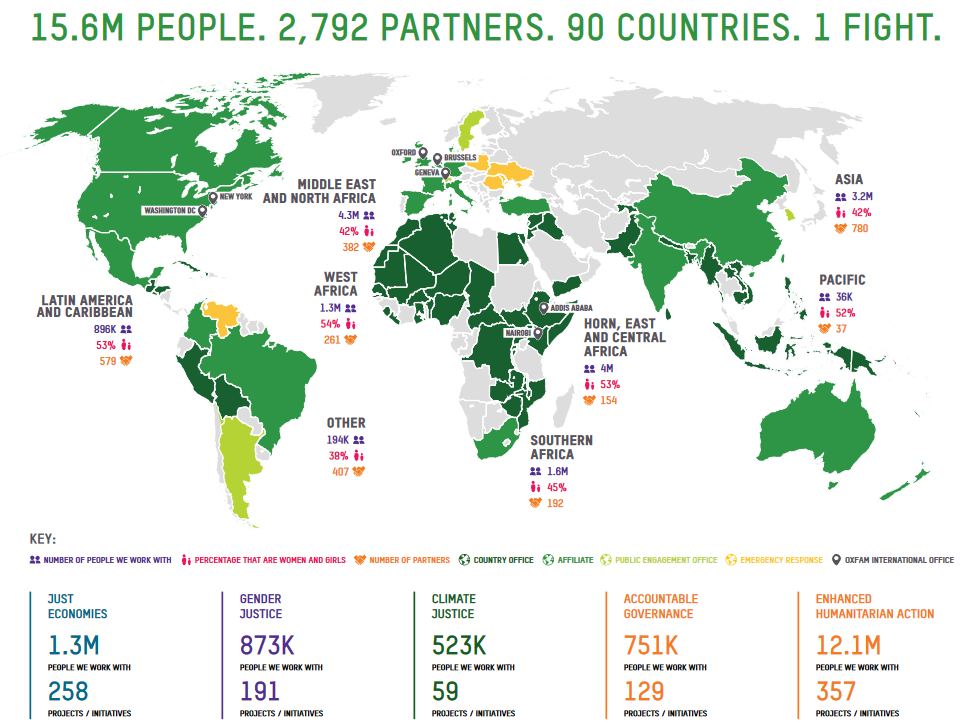 15.6M PEOPLE. 2,792 PARTNERS. 90 COUNTRIES. 1 FIGHT.
OXFORD
BRUSSELS
GENEVA
NEW YORK
WASHINGTON DC
MIDDLE EAST
AND NORTH AFRICA
4.3M
42%
382
ASIA
3.2M
42%
780
WEST
AFRICA
1.3M
54%
261
PACIFIC
36K
52%
37
LATIN AMERICA
AND CARIBBEAN
896K
53%
579
ADDIS ABABA
NAIROBI
HORN, EAST
AND CENTRAL
AFRICA
4M
53%
154
OTHER
194K
38%
407
SOUTHERN
AFRICA
1.6M
45%
192
KEY:
NUMBER OF PEOPLE WE WORK WITH PERCENTAGE THAT ARE WOMEN AND GIRLS NUMBER OF PARTNERS COUNTRY OFFICE AFFILIATE PUBLIC ENGAGEMENT OFFICE EMERGENCY RESPONSE OXFAM INTERNATIONAL OFFICE
JUST
ECONOMIES
1.3M
PEOPLE WE WORK WITH
258
PROJECTS / INITIATIVES
GENDER
JUSTICE
873K
PEOPLE WE WORK WITH
191
PROJECTS / INITIATIVES
CLIMATE
JUSTICE
523K
PEOPLE WE WORK WITH
59
PROJECTS / INITIATIVES
ACCOUNTABLE
GOVERNANCE
751K
PEOPLE WE WORK WITH
129
PROJECTS / INITIATIVES
ENHANCED
HUMANITARIAN ACTION
12.1M
PEOPLE WE WORK WITH
357
PROJECTS / INITIATIVES